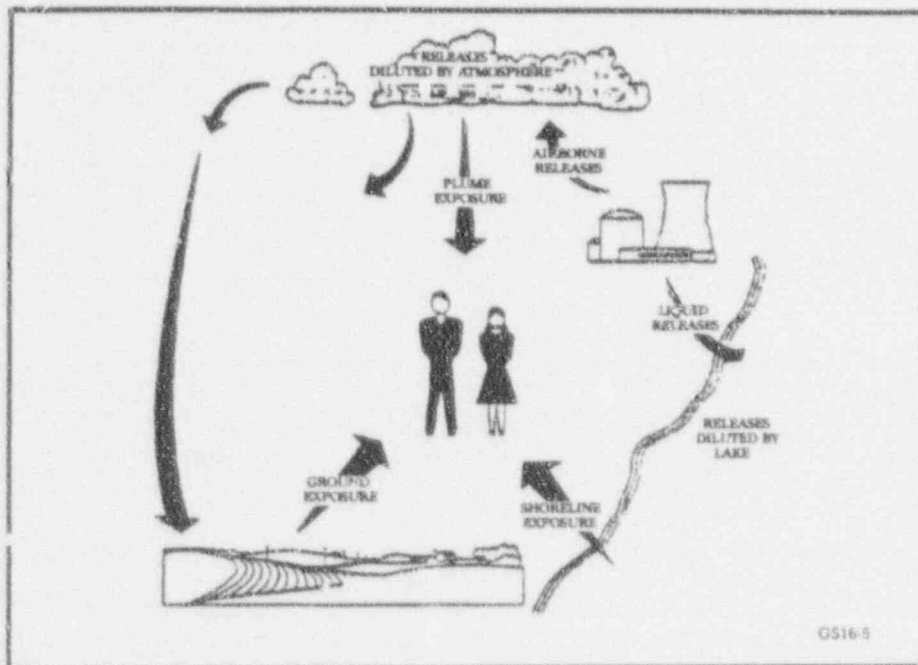 RELEASES
DILUTED BY ATMOSPHERE
AIRBORNE
RELEASES
PLUME
EXPOSURE
LIQUID
RELEASES
RELEASES
DILUTED BY
LAKE
GROUND
EXPOSURE
SHORELINE
EXPOSURE
GS16-5